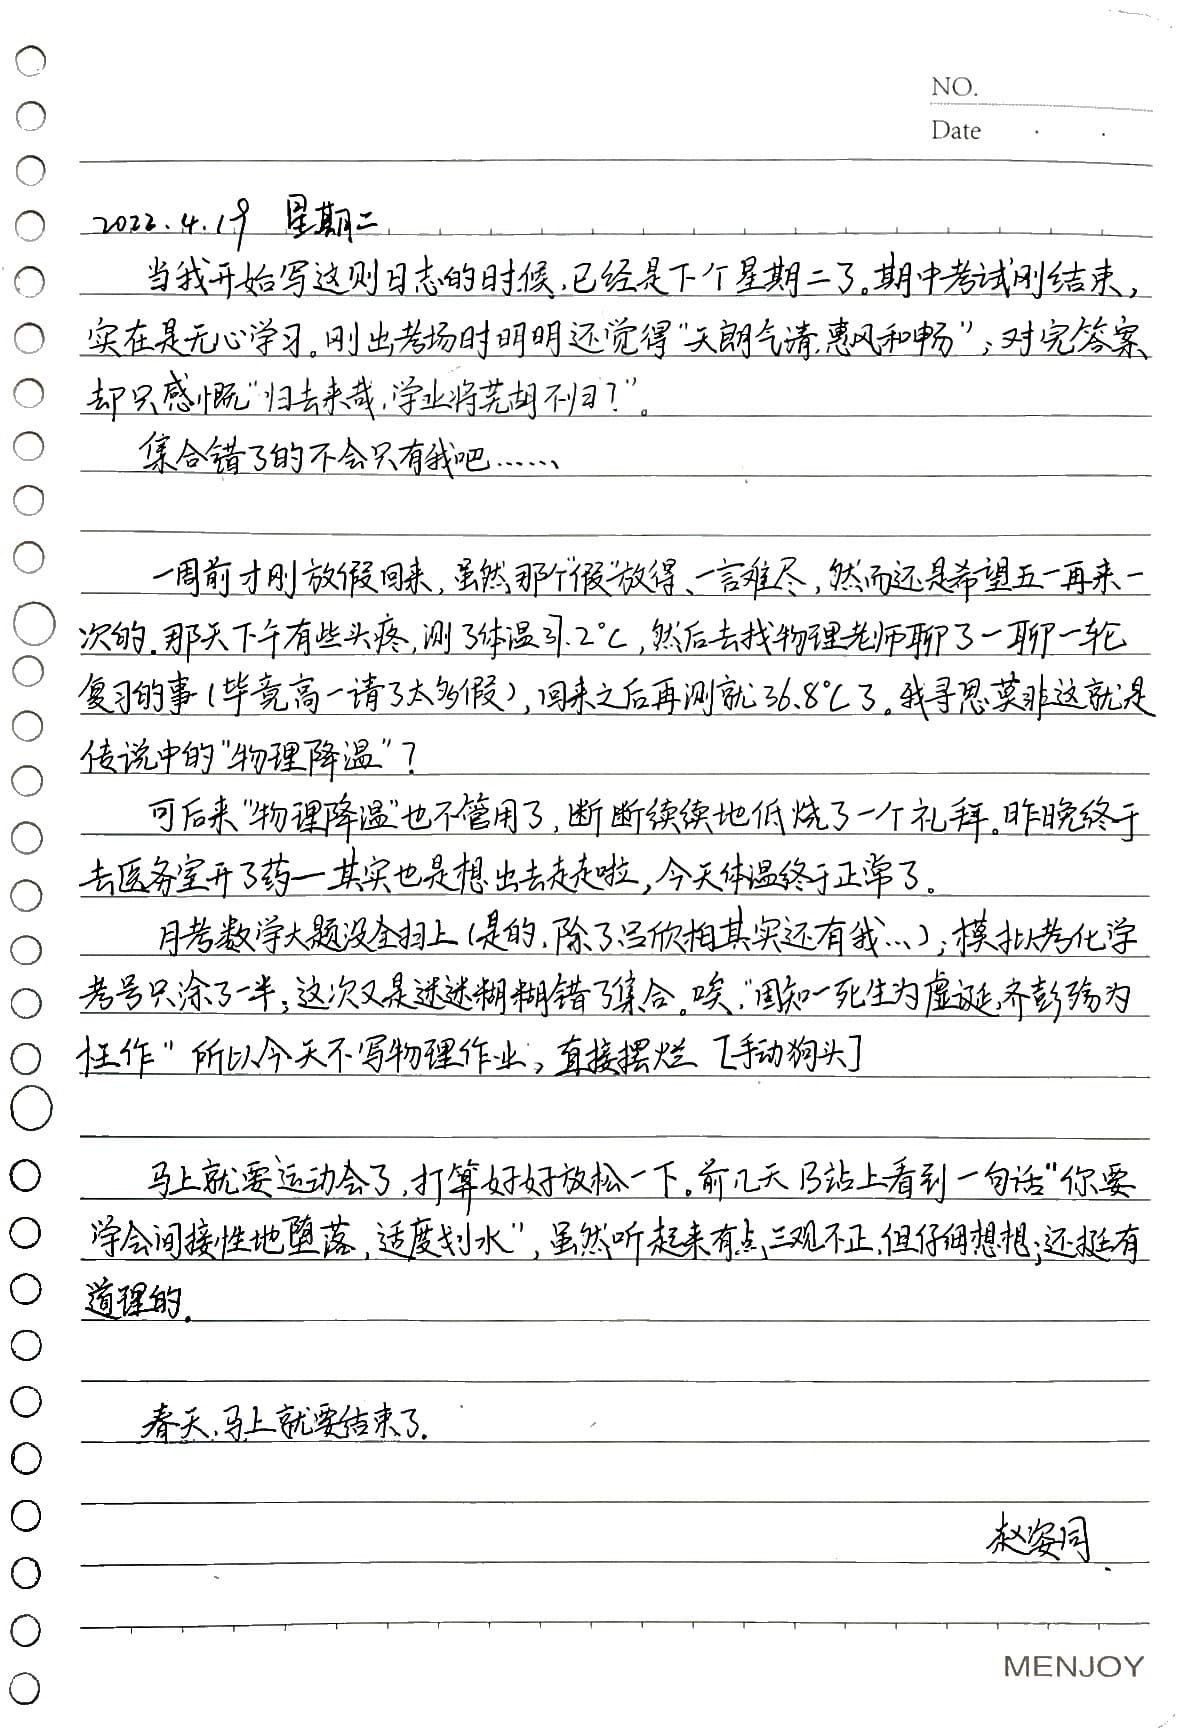 NO.
Date · ·
2022.4.19 星期二
当我开始写这则日志的时候,已经是下个星期二了。期中考试刚结束,
实在是无心学习。刚出考场时明明还觉得"天朗气清,惠风和畅";对完答案
却只感慨"归去来哉,学业将芜胡不归?"。
集合错了的不会只有我吧……
一周前才刚放假回来,虽然那个"假"放得、一言难尽,然而还是希望五一再来一
次的.那天下午有些头疼,测了体温37.2°C,然后去找物理老师聊了一聊一轮
复习的事(毕竟高一请了太多假),回来之后再测就36.8°C了。我寻思莫非这就是
传说中的"物理降温"?
可后来"物理降温"也不管用了,断断续续地低烧了一个礼拜。昨晚终于
去医务室开了药—其实也是想出去走走啦,今天体温终于正常了。
月考数学大题没全扫上(是的,除了吕欣柏其实还有我…);模拟考化学
考号只涂了一半;这次又是迷迷糊糊错了集合。唉,"固知一死生为虚诞,齐彭殇为
妄作" 所以今天不写物理作业,直接摆烂 [手动狗头]
马上就要运动会了,打算好好放松一下。前几天B站上看到一句话"你要
学会间接性地堕落,适度划水",虽然听起来有点三观不正,但仔细想想;还挺有
道理的.
春天,马上就要结束了.
赵姿同.
MENJOY